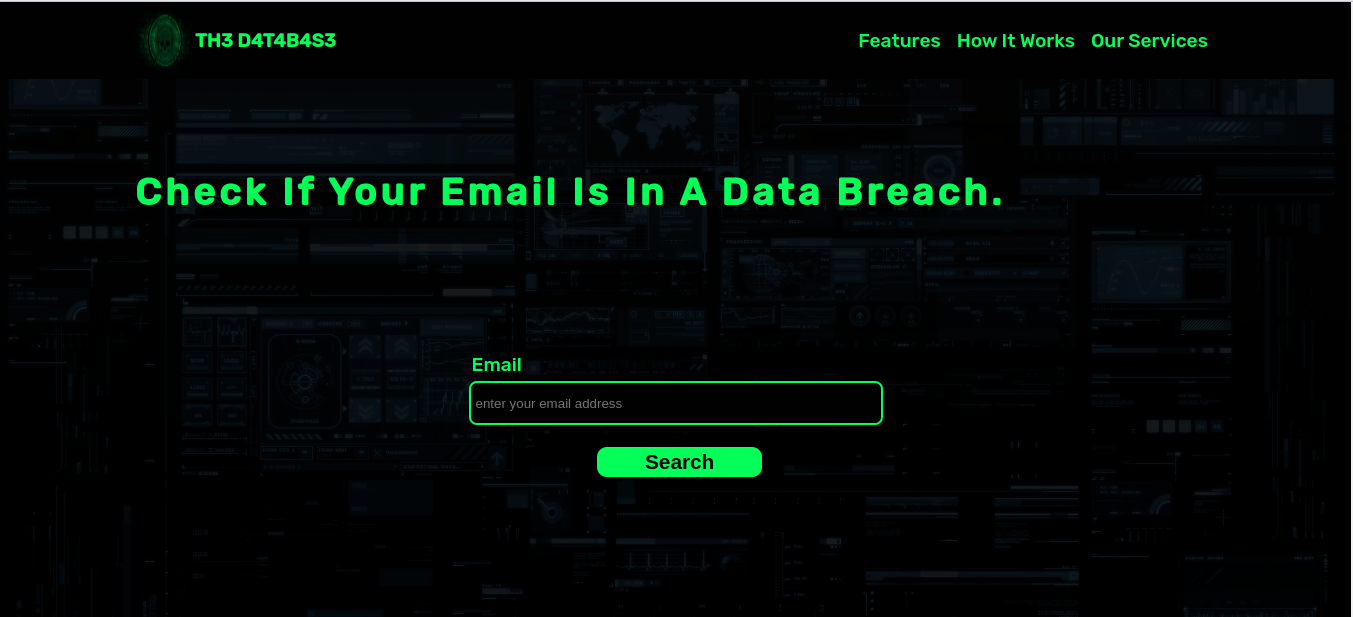 TH3 D4T4B4S3
Features How It Works Our Services
Check If Your Email Is In A Data Breach.
Email
enter your email address
Search